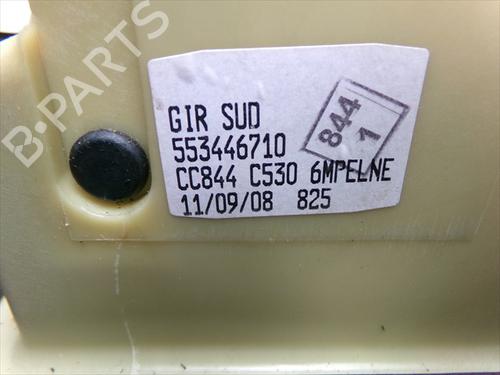 B-PARTS
GIR SUD
553446710
CC844 C530 6MPELNE
11/09/08 825
844
1